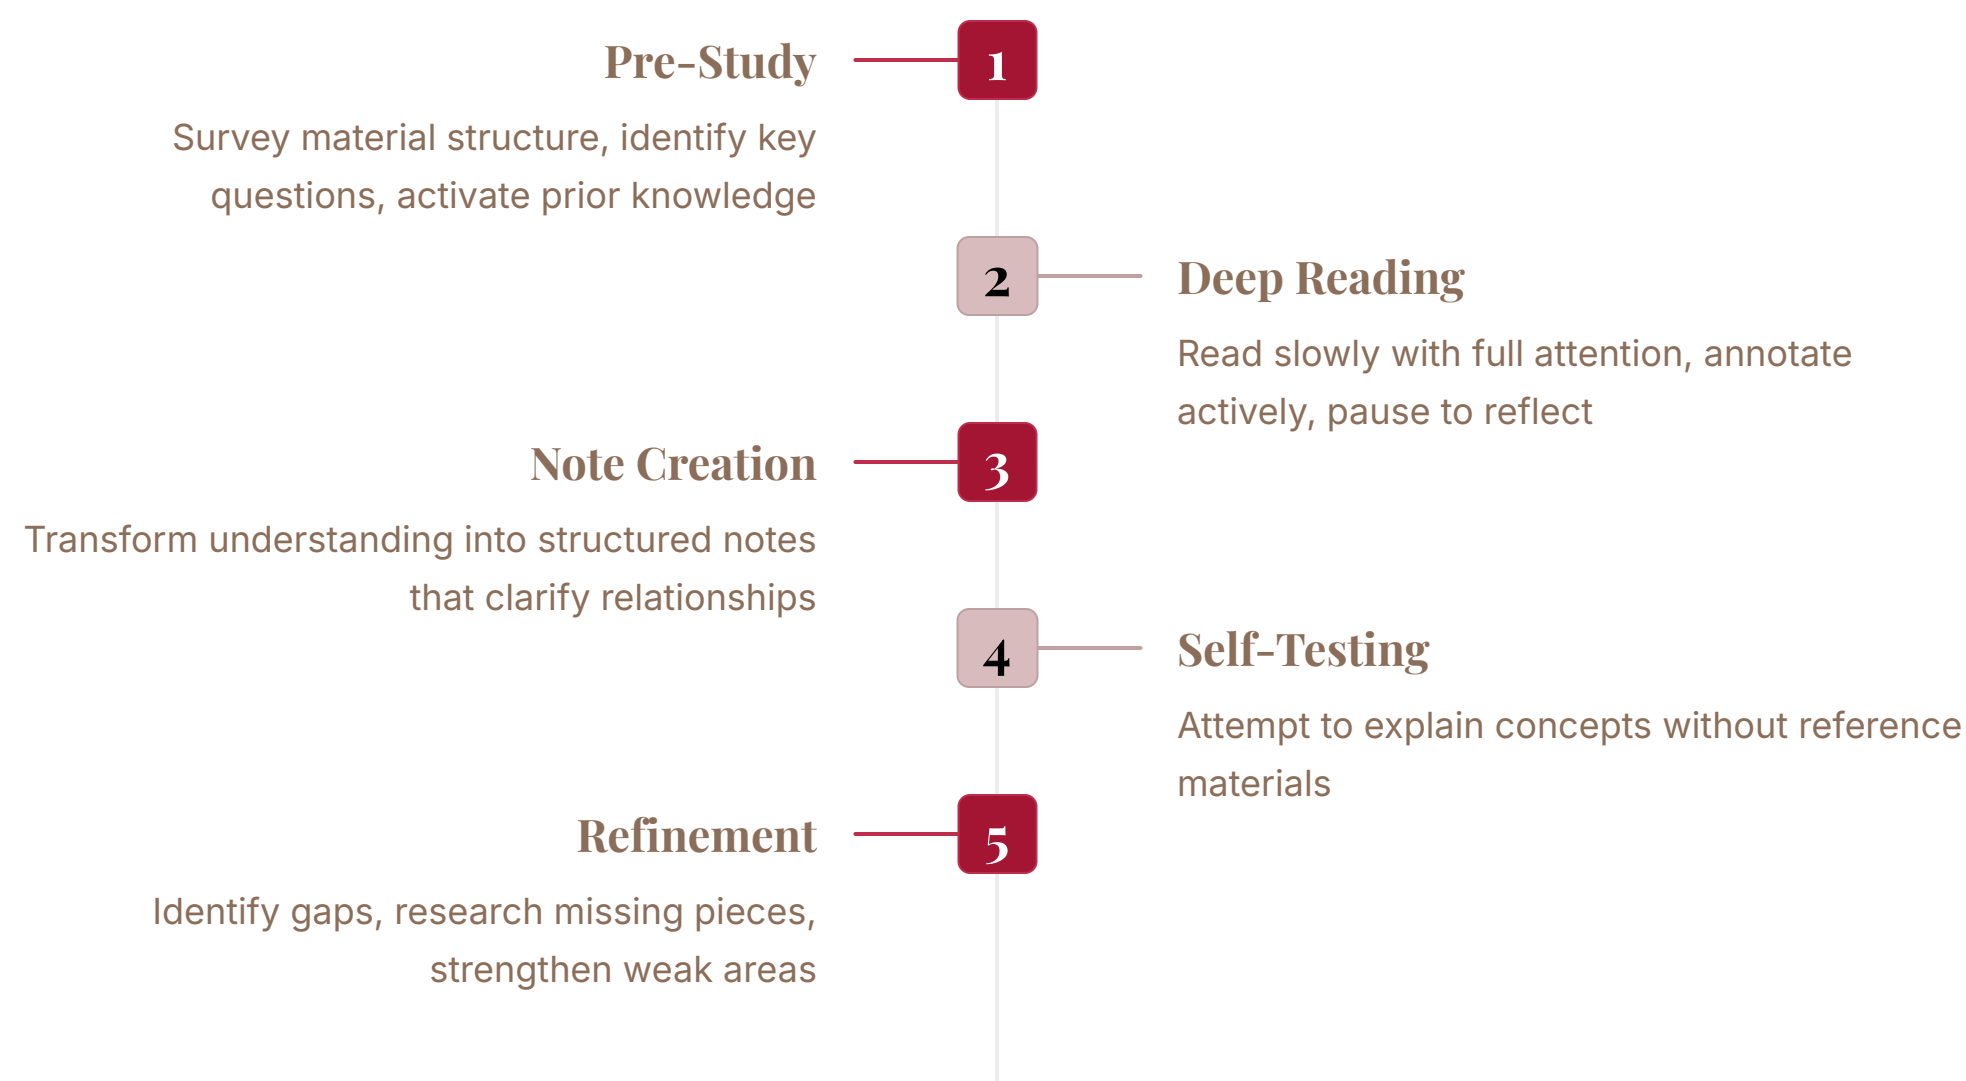 1
Pre-Study
Survey material structure, identify key
questions, activate prior knowledge
2
Deep Reading
Read slowly with full attention, annotate
actively, pause to reflect
3
Note Creation
Transform understanding into structured notes
that clarify relationships
4
Self-Testing
Attempt to explain concepts without reference
materials
5
Refinement
Identify gaps, research missing pieces,
strengthen weak areas